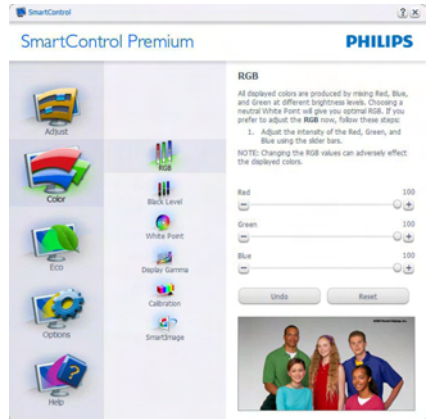 SmartControl
SmartControl Premium
PHILIPS
Adjust
Color
Eco
Options
Help
RGB
Black Level
White Point
Display Gamma
Calibration
SmartImage
RGB
All displayed colors are produced by mixing Red, Blue,
and Green at different brightness levels. Choosing a
neutral White Point will give you optimal RGB. If you
prefer to adjust the RGB now, follow these steps:
1. Adjust the intensity of the Red, Green, and
Blue using the slider bars.
NOTE: Changing the RGB values can adversely effect
the displayed colors.
Red 100
Green 100
Blue 100
Undo Reset